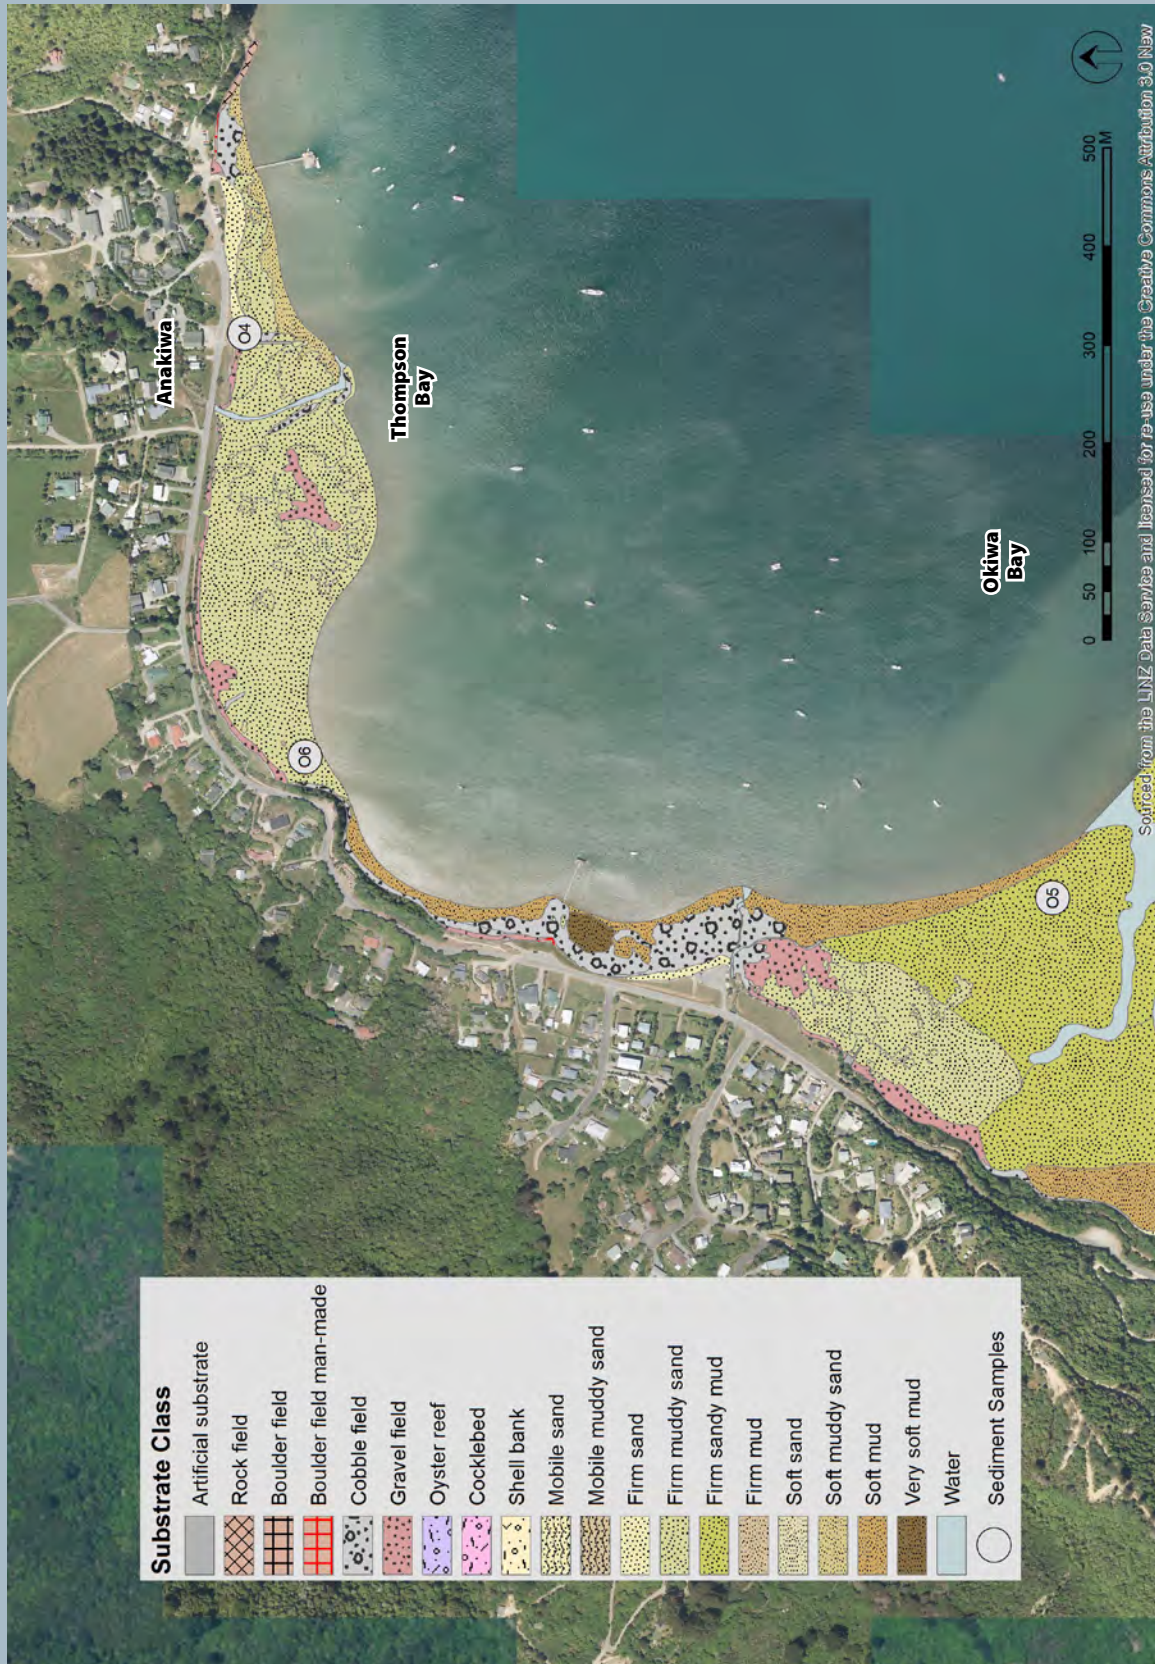 Anakiwa
O4
Thompson
Bay
O6
O5
Okiwa
Bay
0
50
100
200
300
400
500
M
Substrate Class
Artificial substrate
Rock field
Boulder field
Boulder field man-made
Cobble field
Gravel field
Oyster reef
Cocklebed
Shell bank
Mobile sand
Mobile muddy sand
Firm sand
Firm muddy sand
Firm sandy mud
Firm mud
Soft sand
Soft muddy sand
Soft mud
Very soft mud
Water
Sediment Samples
Sourced from the LINZ Data Service and licensed for re-use under the Creative Commons Attribution 3.0 New